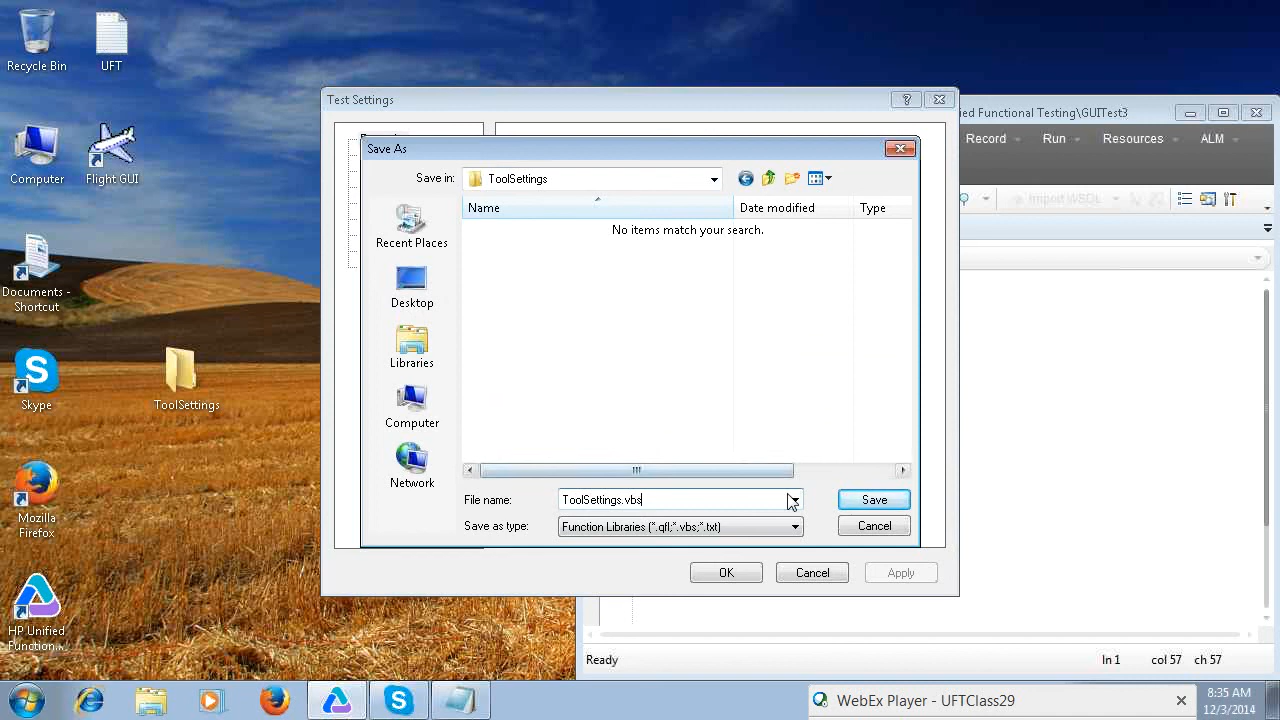 Recycle Bin
UFT
Computer
Flight GUI
Documents -
Shortcut
Skype
ToolSettings
Mozilla
Firefox
HP Unified
Function...
Test Settings
Save As
Save in:
ToolSettings
Name
Date modified
Type
No items match your search.
Recent Places
Desktop
Libraries
Computer
Network
File name:
ToolSettings.vbs
Save
Save as type:
Function Libraries (*.qfl;*.vbs;*.txt)
Cancel
OK
Cancel
Apply
ied Functional Testing\GUITest3
Record
Run
Resources
ALM
Import WSDL
Ready
ln 1
col 57
ch 57
WebEx Player - UFTClass29
8:35 AM
12/3/2014